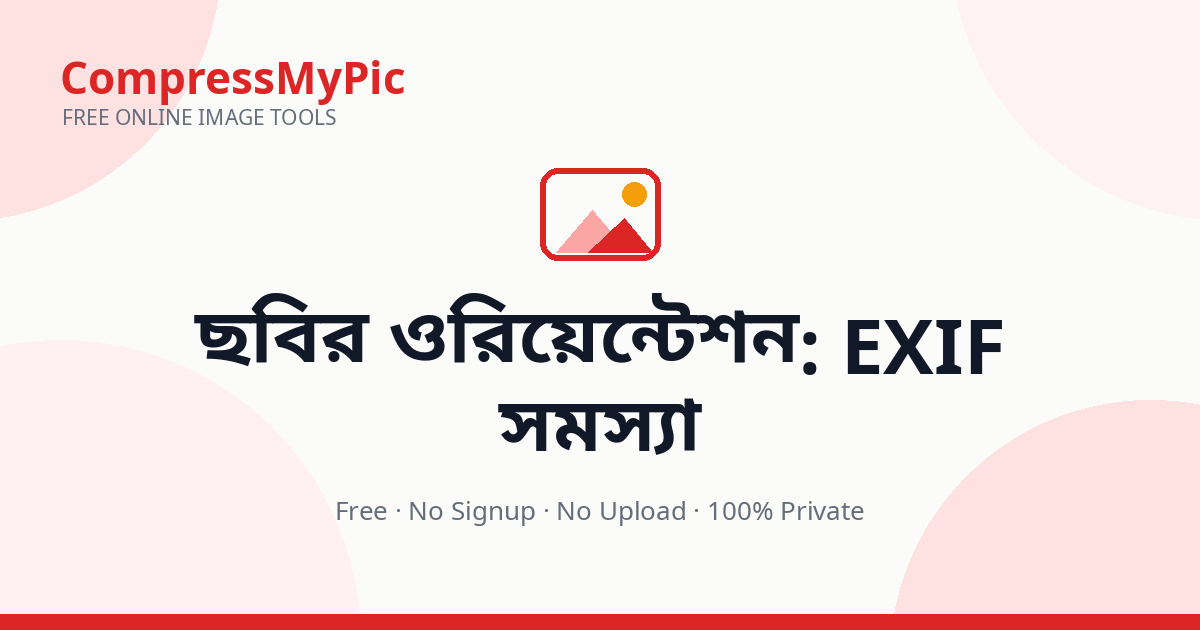 CompressMyPic
FREE ONLINE IMAGE TOOLS
ছবির ওরিয়েন্টেশন: EXIF
সমস্যা
Free · No Signup · No Upload · 100% Private